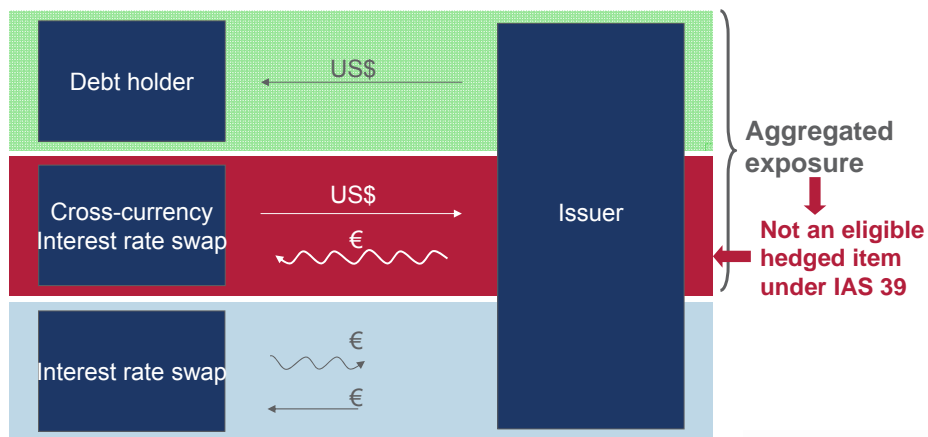 Debt holder
US$
Aggregated
exposure
Cross-currency
Interest rate swap
US$
€
Issuer
Not an eligible
hedged item
under IAS 39
Interest rate swap
€
€